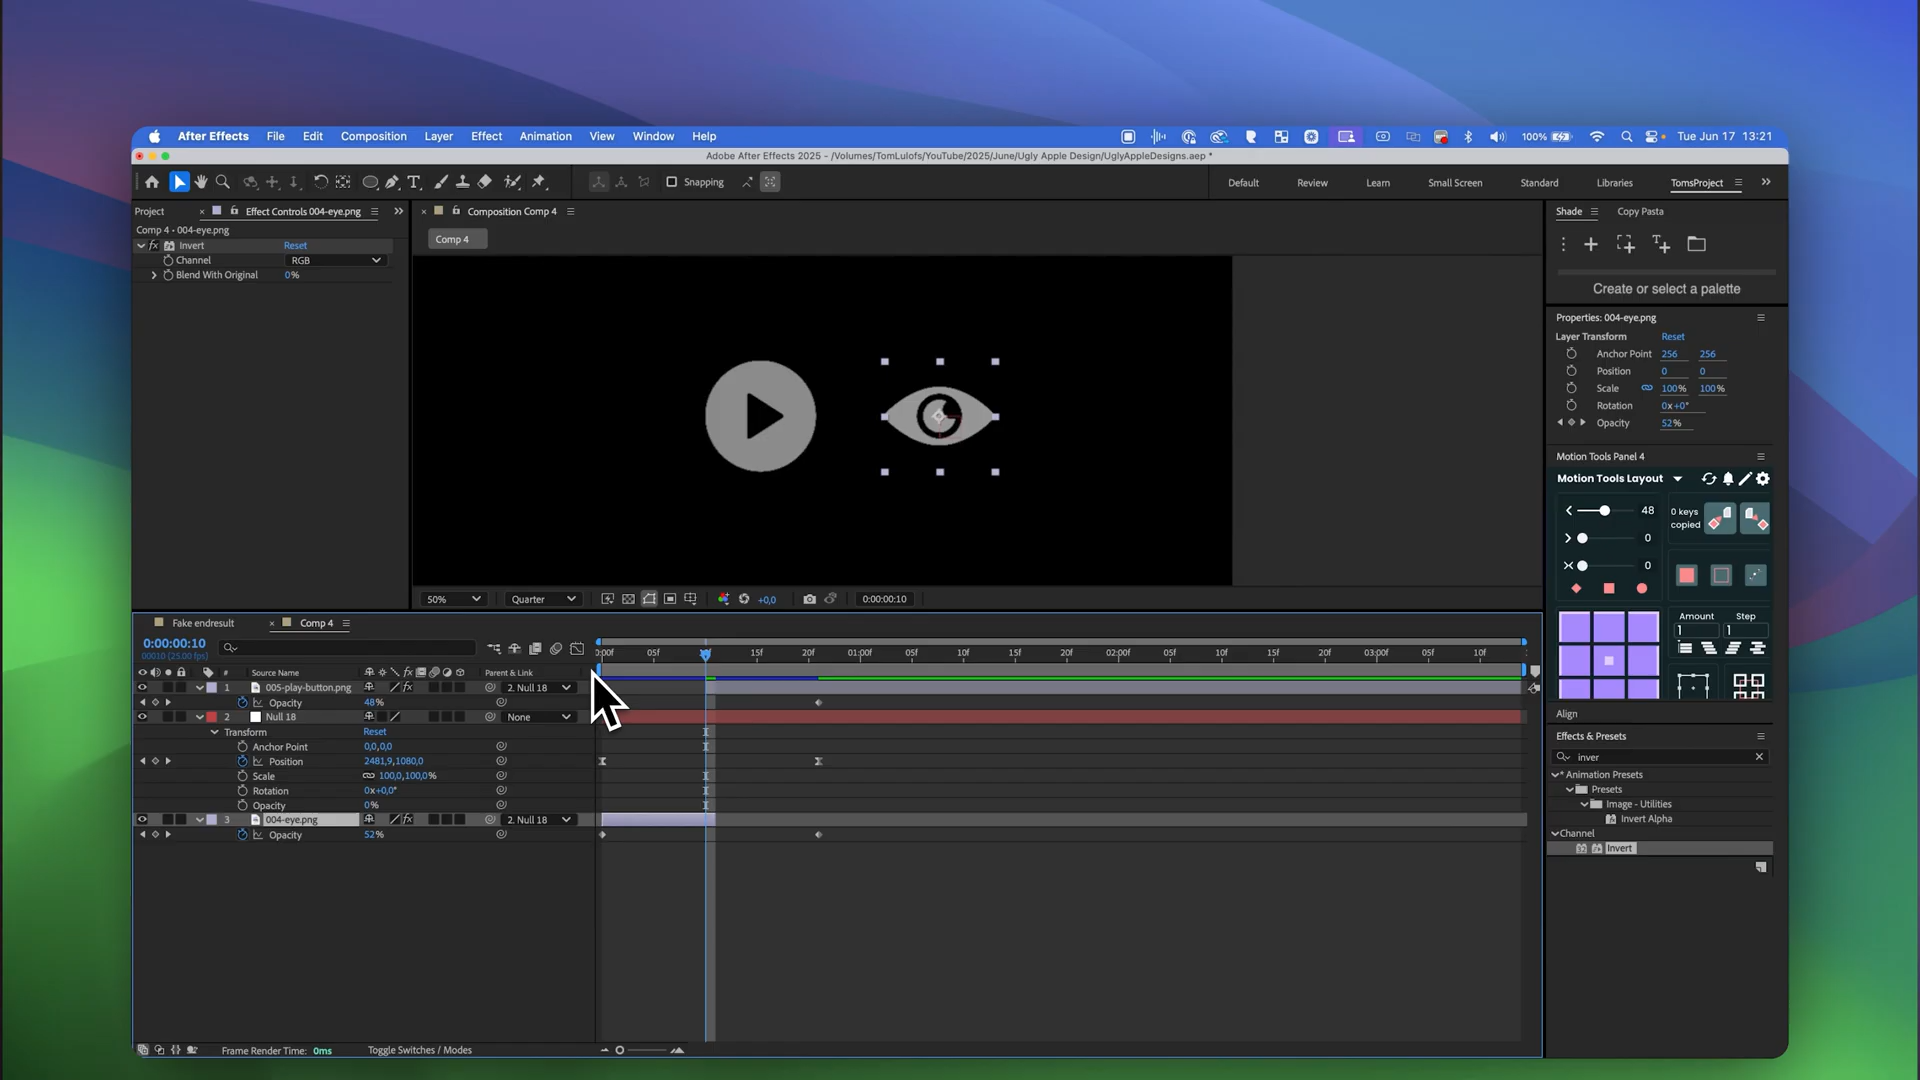 After Effects File Edit Composition Layer Effect Animation View Window Help 100% Tue Jun 17 13:21
Adobe After Effects 2025 - /Volumes/TomLulofs/YouTube/2025/June/Ugly Apple Design/UglyAppleDesigns.aep *
Snapping Default Review Learn Small Screen Standard Libraries TomsProject
Project Effect Controls 004-eye.png
Comp 4 • 004-eye.png
fx Invert Reset
Channel RGB
Blend With Original 0%
Composition Comp 4
Comp 4
50% Quarter +0,0 0:00:00:10
Shade Copy Pasta
Create or select a palette
Properties: 004-eye.png
Layer Transform Reset
Anchor Point 256 256
Position 0 0
Scale 100% 100%
Rotation 0x+0°
Opacity 52%
Motion Tools Panel 4
Motion Tools Layout
48 0 keys copied
0
0
Amount Step
1 1
Align
Effects & Presets
inver
* Animation Presets
Presets
Image - Utilities
Invert Alpha
Channel
32 Invert
Fake endresult Comp 4
0:00:00:10
00010 (25.00 fps)
0:00f 05f 15f 20f 01:00f 05f 10f 15f 20f 02:00f 05f 10f 15f 20f 03:00f 05f 10f
# Source Name fx Parent & Link
1 005-play-button.png fx 2. Null 18
Opacity 48%
2 Null 18 None
Transform Reset
Anchor Point 0,0,0,0
Position 2481,9,1080,0
Scale 100,0,100,0%
Rotation 0x+0,0°
Opacity 0%
3 004-eye.png fx 2. Null 18
Opacity 52%
Frame Render Time: 0ms Toggle Switches / Modes